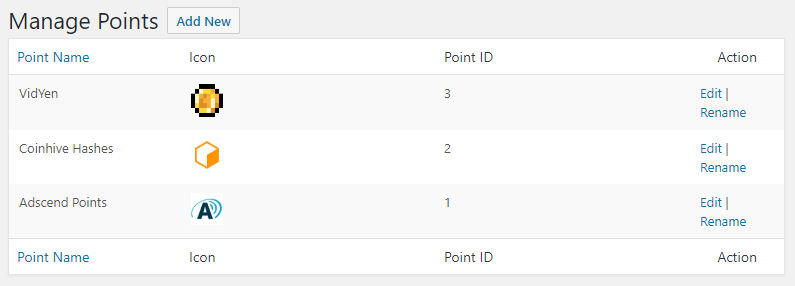 Manage Points Add New
Point Name Icon Point ID Action
VidYen 3 Edit |
Rename
Coinhive Hashes 2 Edit |
Rename
Adscend Points A 1 Edit |
Rename
Point Name Icon Point ID Action